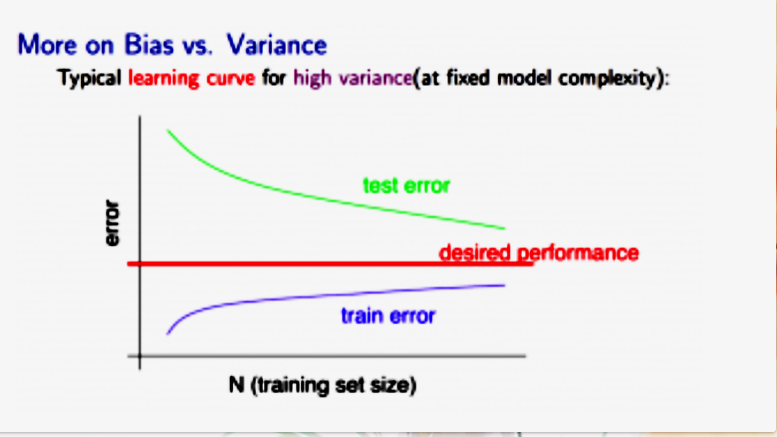 More on Bias vs. Variance
Typical learning curve for high variance(at fixed model complexity):
test error
error
desired performance
train error
N (training set size)